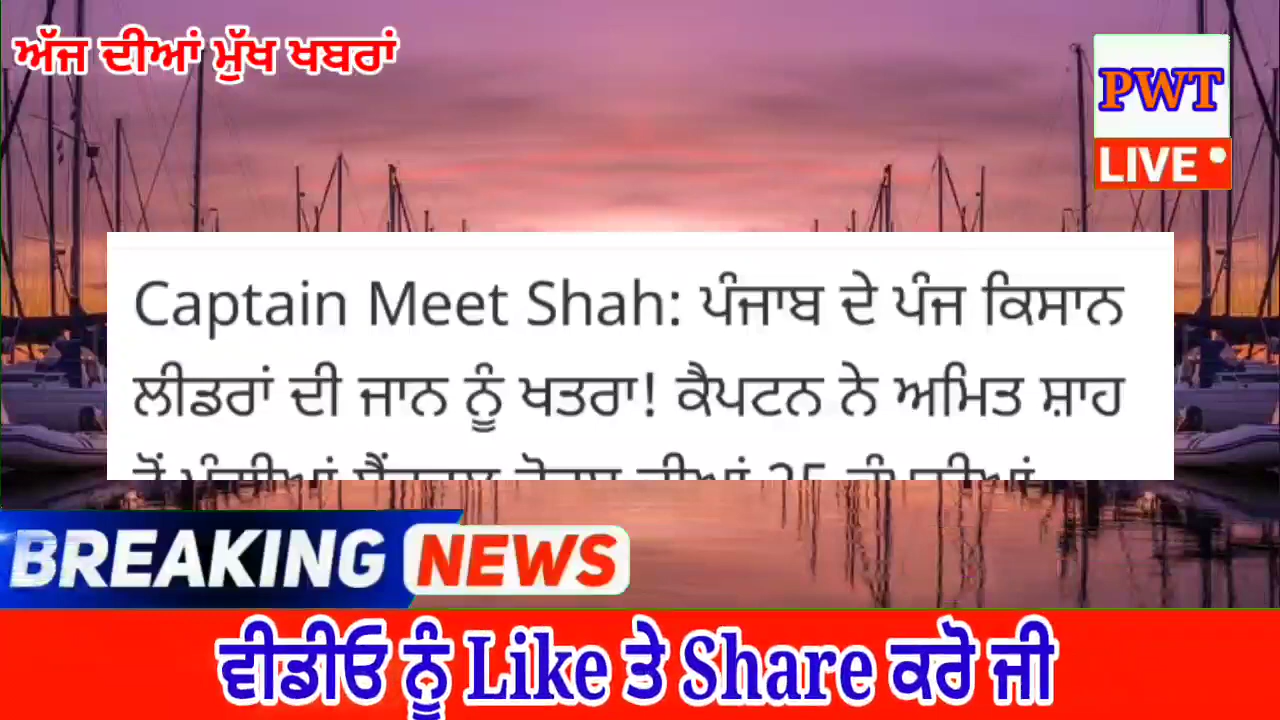 ਅੱਜ ਦੀਆਂ ਮੁੱਖ ਖਬਰਾਂ
PWT
LIVE
Captain Meet Shah: ਪੰਜਾਬ ਦੇ ਪੰਜ ਕਿਸਾਨ
ਲੀਡਰਾਂ ਦੀ ਜਾਨ ਨੂੰ ਖਤਰਾ! ਕੈਪਟਨ ਨੇ ਅਮਿਤ ਸ਼ਾਹ
BREAKING NEWS
ਵੀਡੀਓ ਨੂੰ Like ਤੇ Share ਕਰੋ ਜੀ